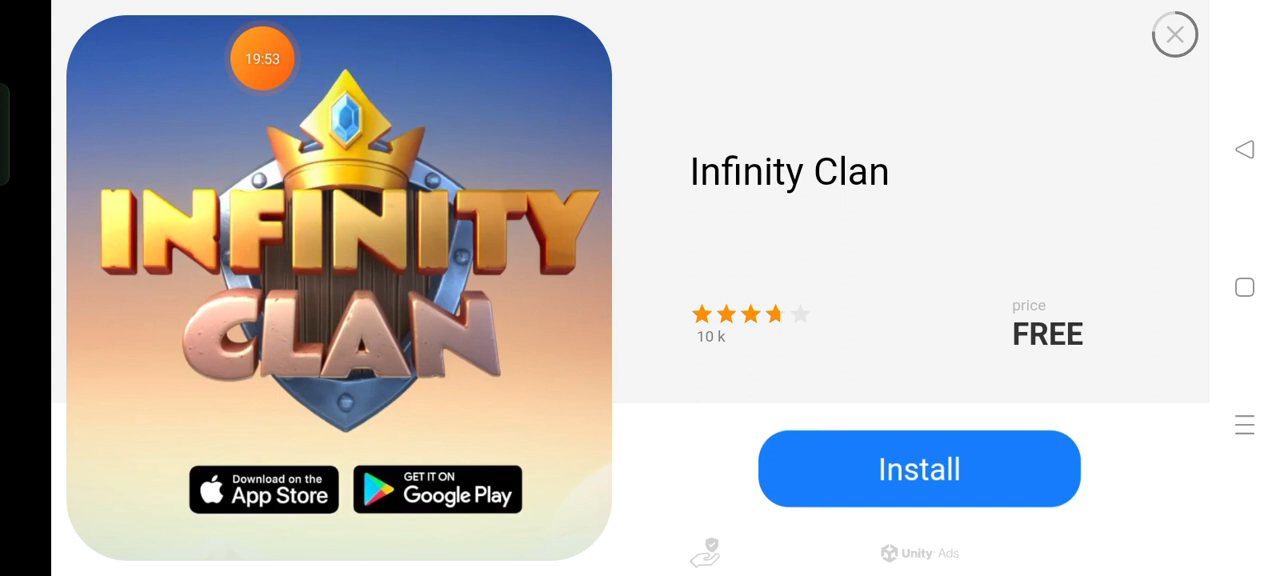 19:53
INFINITY
CLAN
Download on the
App Store
GET IT ON
Google Play
Infinity Clan
10 k
price
FREE
Install
Unity Ads